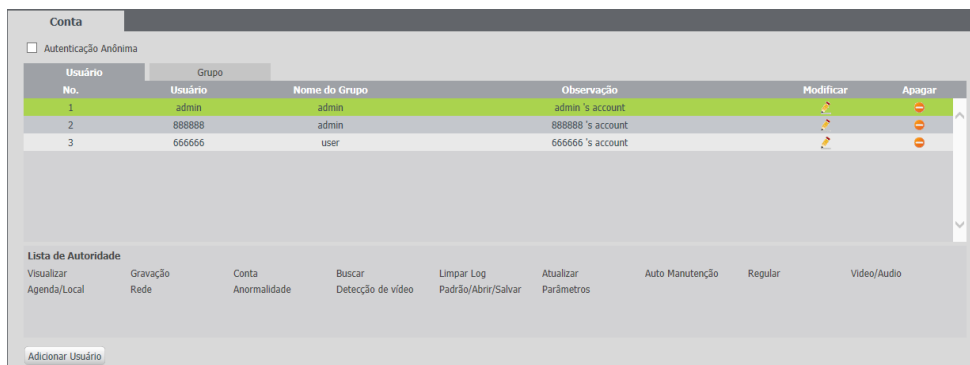 Conta
Autenticação Anônima
Usuário Grupo
No. Usuário Nome do Grupo Observação Modificar Apagar
1 admin admin admin 's account
2 888888 admin 888888 's account
3 666666 user 666666 's account
Lista de Autoridade
Visualizar Gravação Conta Buscar Limpar Log Atualizar Auto Manutenção Regular Video/Audio
Agenda/Local Rede Anormalidade Detecção de vídeo Padrão/Abrir/Salvar Parâmetros
Adicionar Usuário